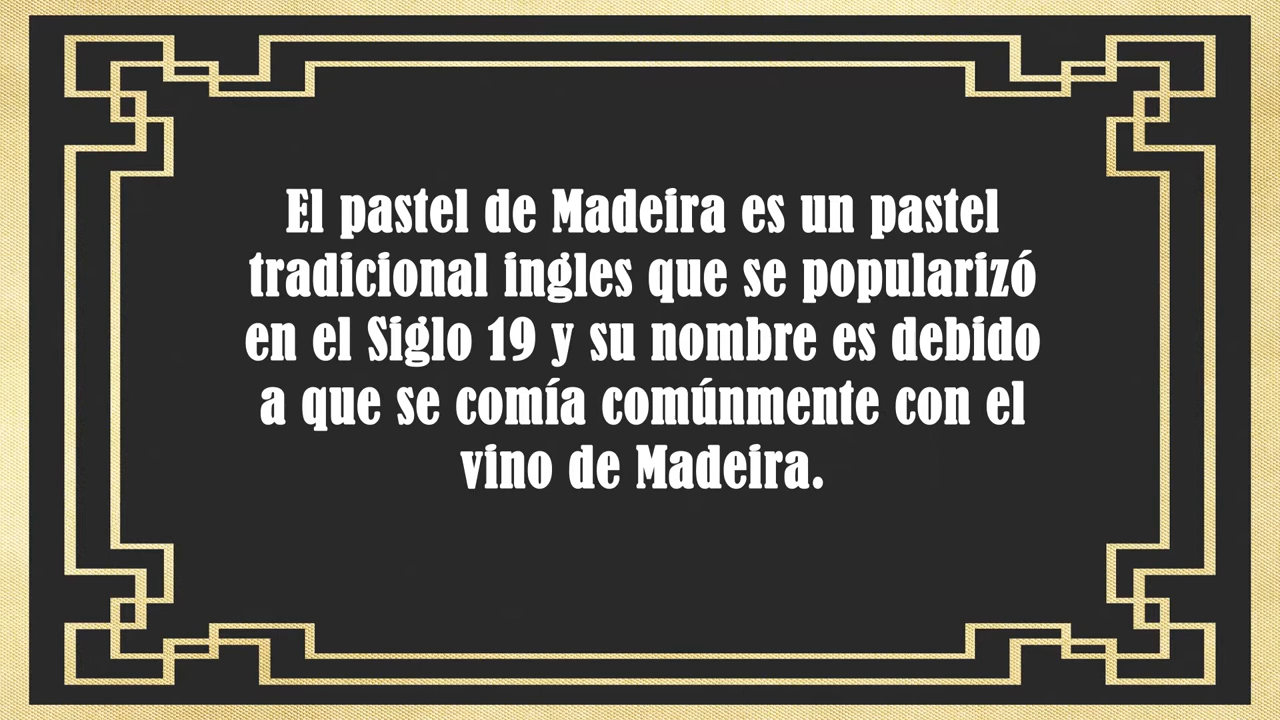 El pastel de Madeira es un pastel
tradicional ingles que se popularizó
en el Siglo 19 y su nombre es debido
a que se comía comúnmente con el
vino de Madeira.